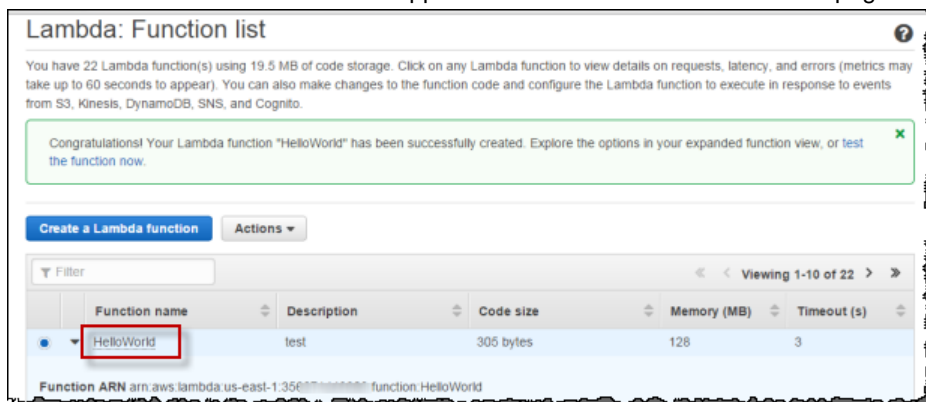 Lambda: Function list
You have 22 Lambda function(s) using 19.5 MB of code storage. Click on any Lambda function to view details on requests, latency, and errors (metrics may
take up to 60 seconds to appear). You can also make changes to the function code and configure the Lambda function to execute in response to events
from S3, Kinesis, DynamoDB, SNS, and Cognito.
Congratulations! Your Lambda function "HelloWorld" has been successfully created. Explore the options in your expanded function view, or test
the function now.
Create a Lambda function Actions
Filter Viewing 1-10 of 22
Function name Description Code size Memory (MB) Timeout (s)
HelloWorld test 305 bytes 128 3
Function ARN arn:aws:lambda:us-east-1: function:HelloWorld